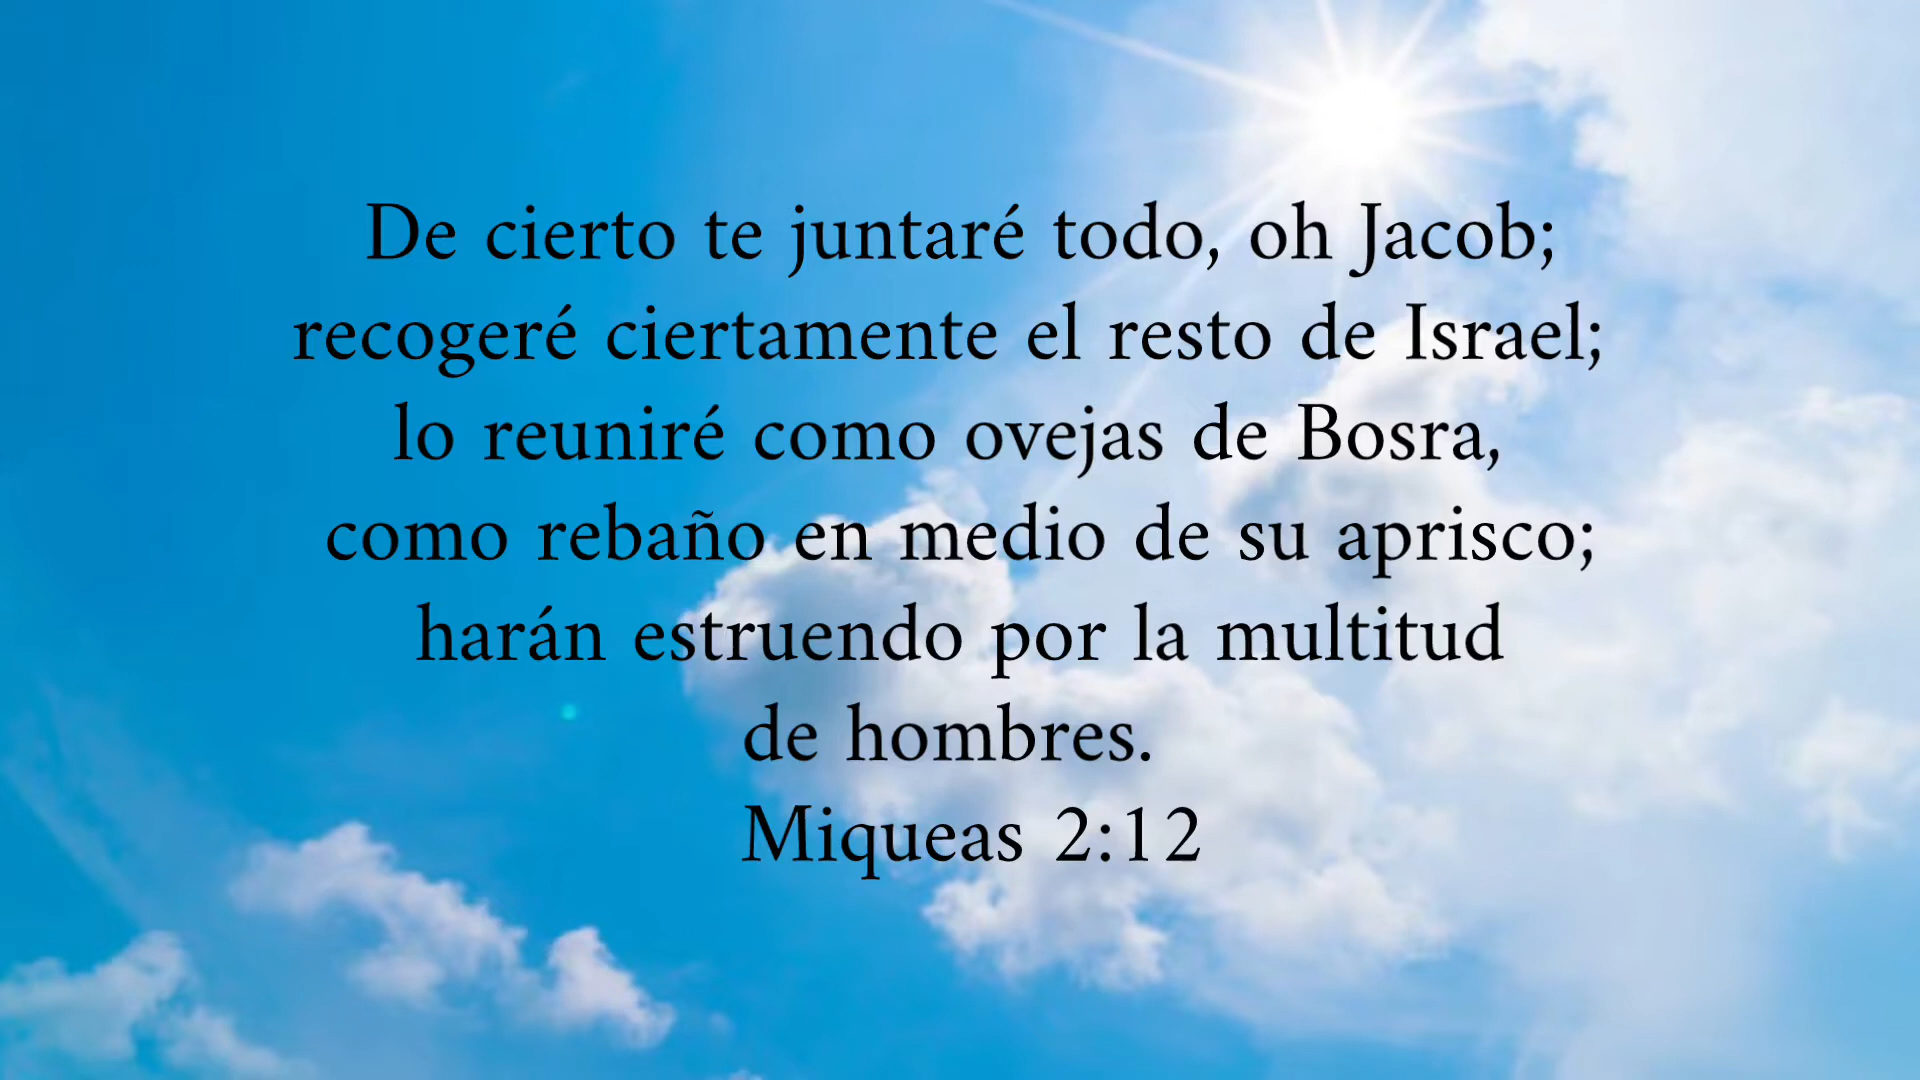 De cierto te juntaré todo, oh Jacob;
recogeré ciertamente el resto de Israel;
lo reuniré como ovejas de Bosra,
como rebaño en medio de su aprisco;
harán estruendo por la multitud
de hombres.
Miqueas 2:12